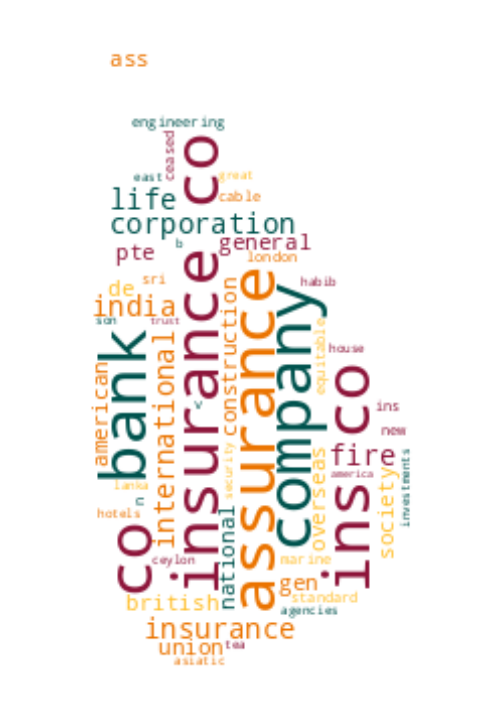 ass
engineering
ceased
co
east
great
life
cable
corporation
b
general
pte
london
insurance co
sri
habib
de
india
construction
assurance
company
son
trust
equitable
bank
international
house
american
ins co
v
ins
new
fire
security
america
overseas
society
investments
lanka
c
hotels
national
co
ceylon
marine
gen
british
standard
agencies
insurance
union
tea
asiatic